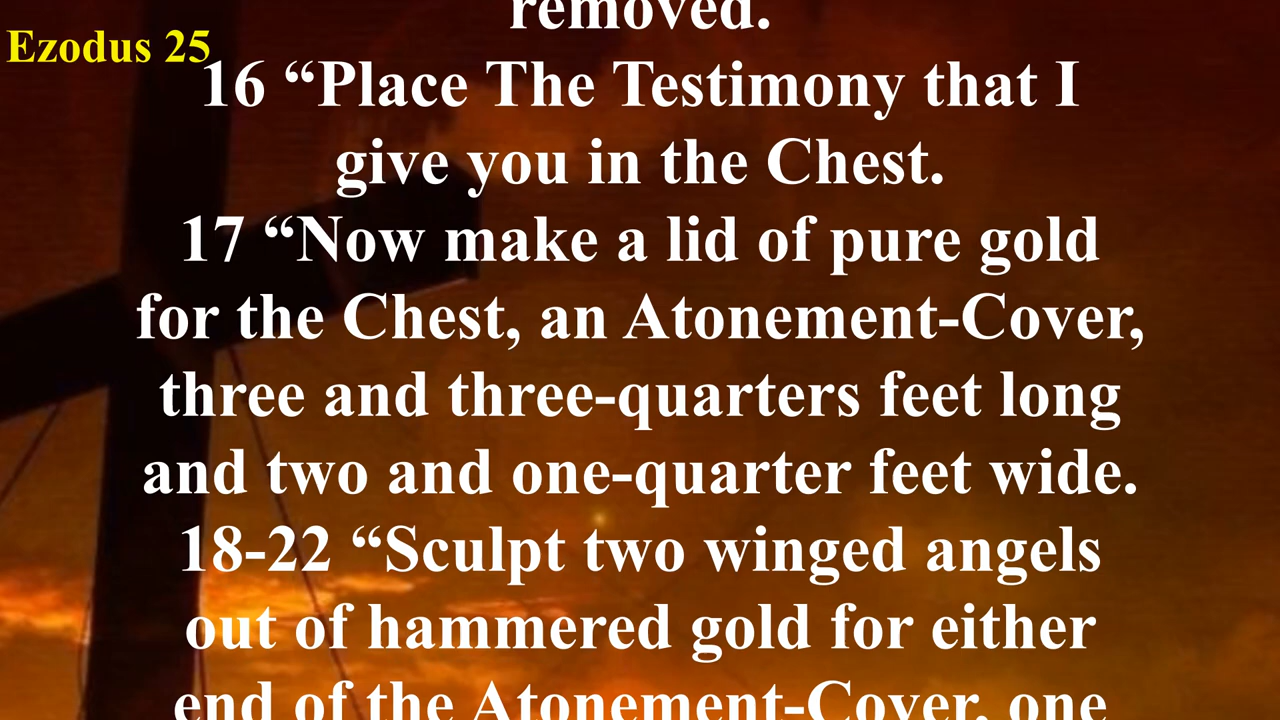 removed.
Ezodus 25
16 “Place The Testimony that I
give you in the Chest.
17 “Now make a lid of pure gold
for the Chest, an Atonement-Cover,
three and three-quarters feet long
and two and one-quarter feet wide.
18-22 “Sculpt two winged angels
out of hammered gold for either
end of the Atonement-Cover, one